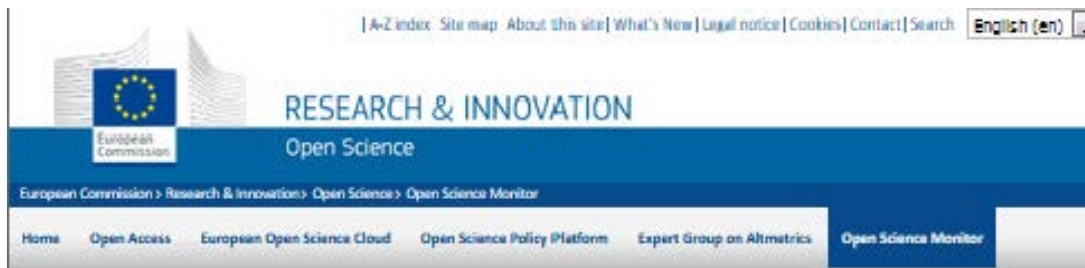 | A-Z index Site map About this site| What's New| Legal notice| Cookies| Contact| Search English (en)
RESEARCH & INNOVATION
European
Commission
Open Science
European Commission > Research & Innovation > Open Science > Open Science Monitor
Home Open Access European Open Science Cloud Open Science Policy Platform Expert Group on Altmetrics Open Science Monitor